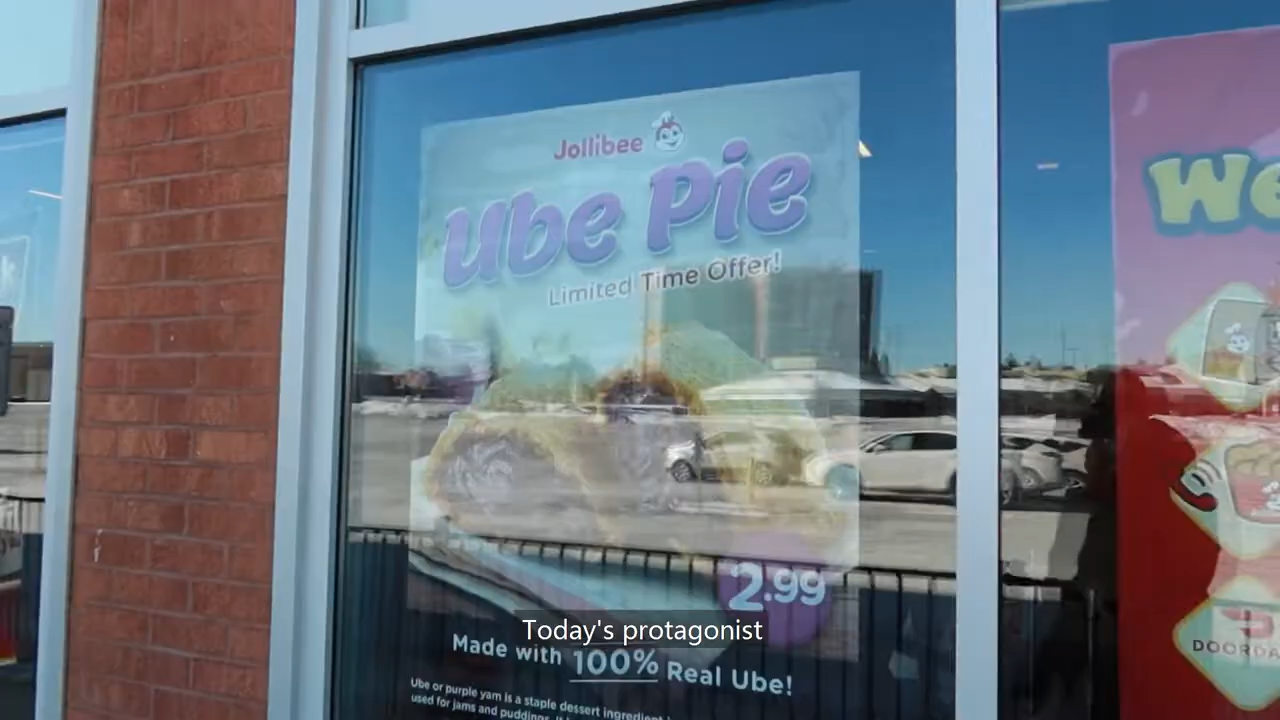 Jollibee
Ube Pie
Limited Time Offer!
2.99
Today's protagonist
Made with 100% Real Ube!
Ube or purple yam is a staple dessert ingredient
used for jams and puddings.
We
DOORDA